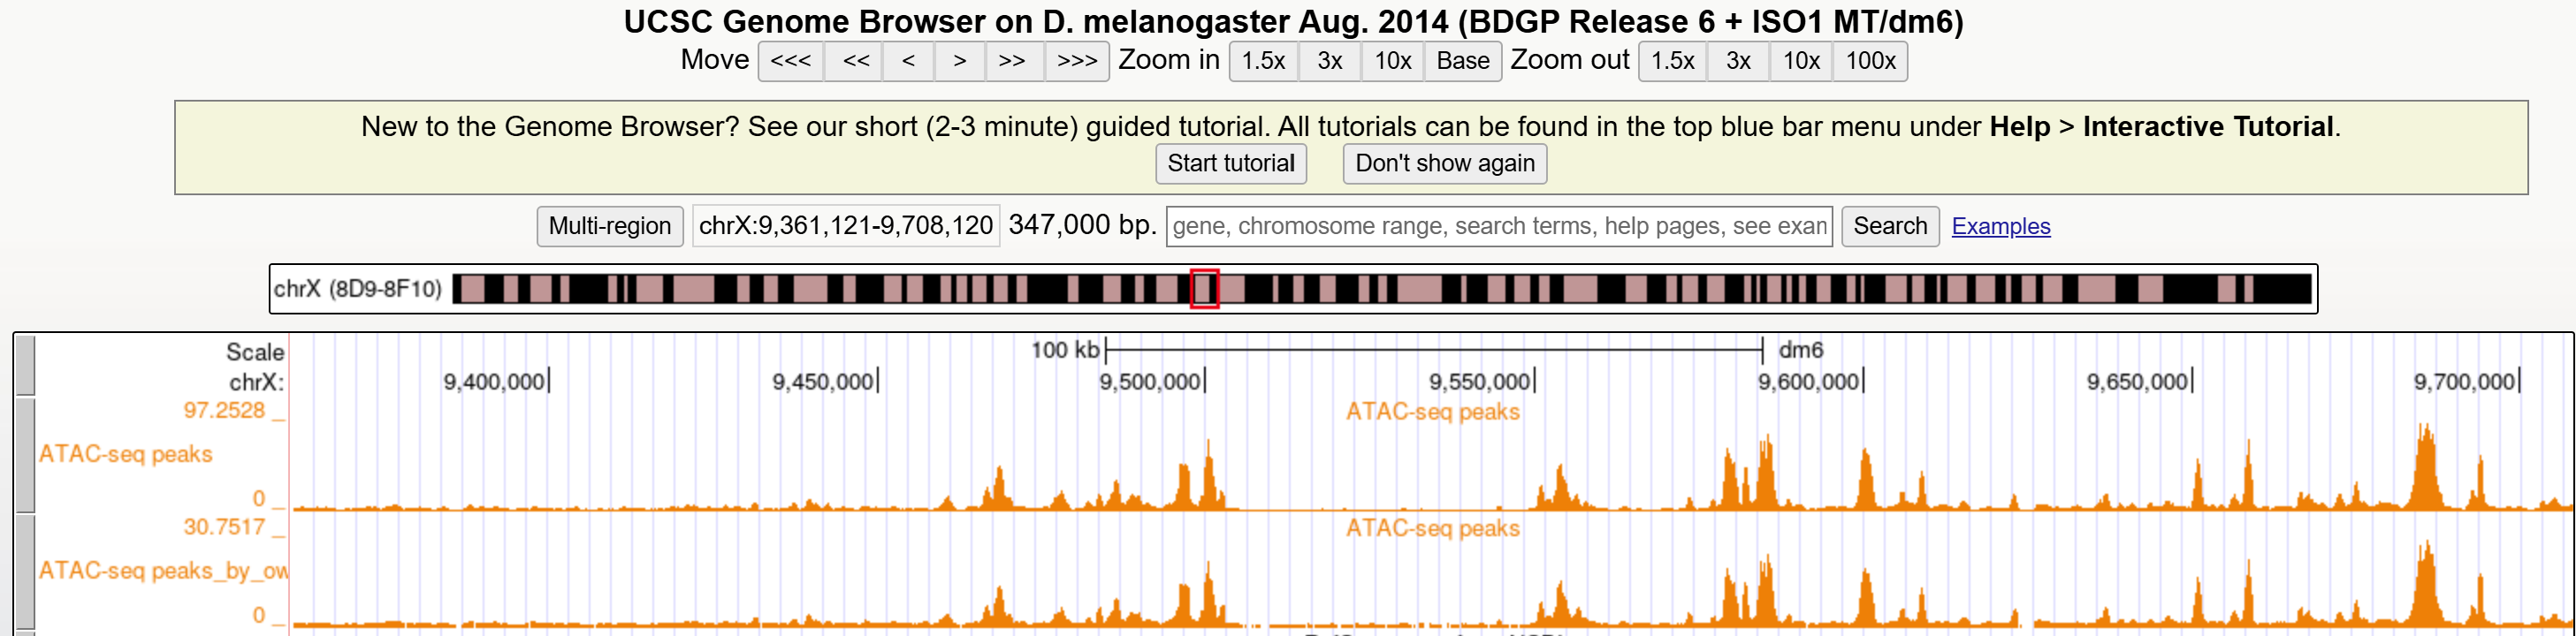 UCSC Genome Browser on D. melanogaster Aug. 2014 (BDGP Release 6 + ISO1 MT/dm6)
Move <<< << < > >> >>> Zoom in 1.5x 3x 10x Base Zoom out 1.5x 3x 10x 100x
New to the Genome Browser? See our short (2-3 minute) guided tutorial. All tutorials can be found in the top blue bar menu under Help > Interactive Tutorial.
Start tutorial Don't show again
Multi-region chrX:9,361,121-9,708,120 347,000 bp. gene, chromosome range, search terms, help pages, see exam Search Examples
chrX (8D9-8F10)
Scale 100 kb dm6
chrX: 9,400,000 9,450,000 9,500,000 9,550,000 9,600,000 9,650,000 9,700,000
97.2528 _ ATAC-seq peaks
ATAC-seq peaks
0 _
30.7517 _ ATAC-seq peaks
ATAC-seq peaks_by_ow
0 _